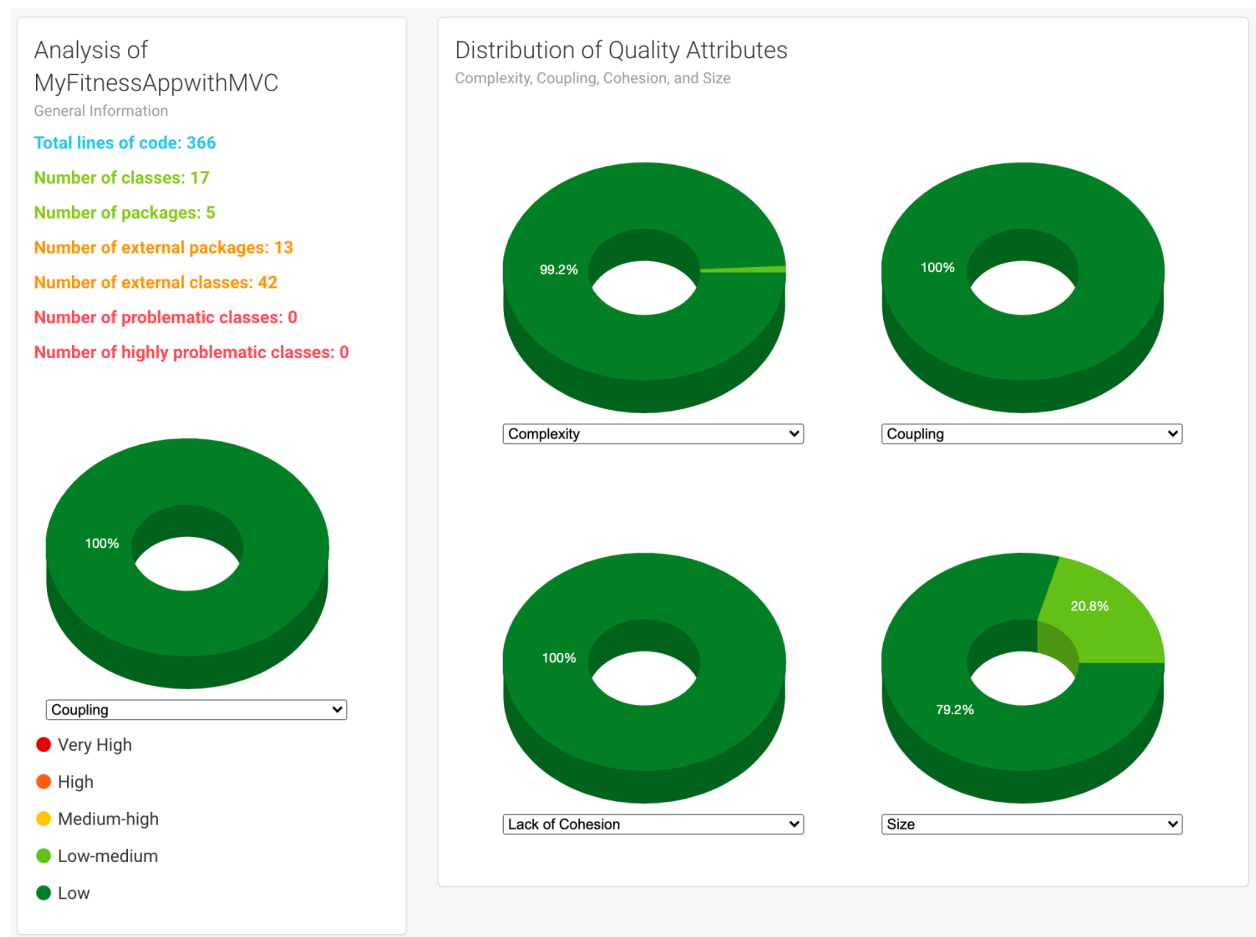 Analysis of
MyFitnessAppwithMVC
General Information
Total lines of code: 366
Number of classes: 17
Number of packages: 5
Number of external packages: 13
Number of external classes: 42
Number of problematic classes: 0
Number of highly problematic classes: 0
100%
Coupling
Very High
High
Medium-high
Low-medium
Low
Distribution of Quality Attributes
Complexity, Coupling, Cohesion, and Size
99.2%
Complexity
100%
Coupling
100%
Lack of Cohesion
20.8%
79.2%
Size